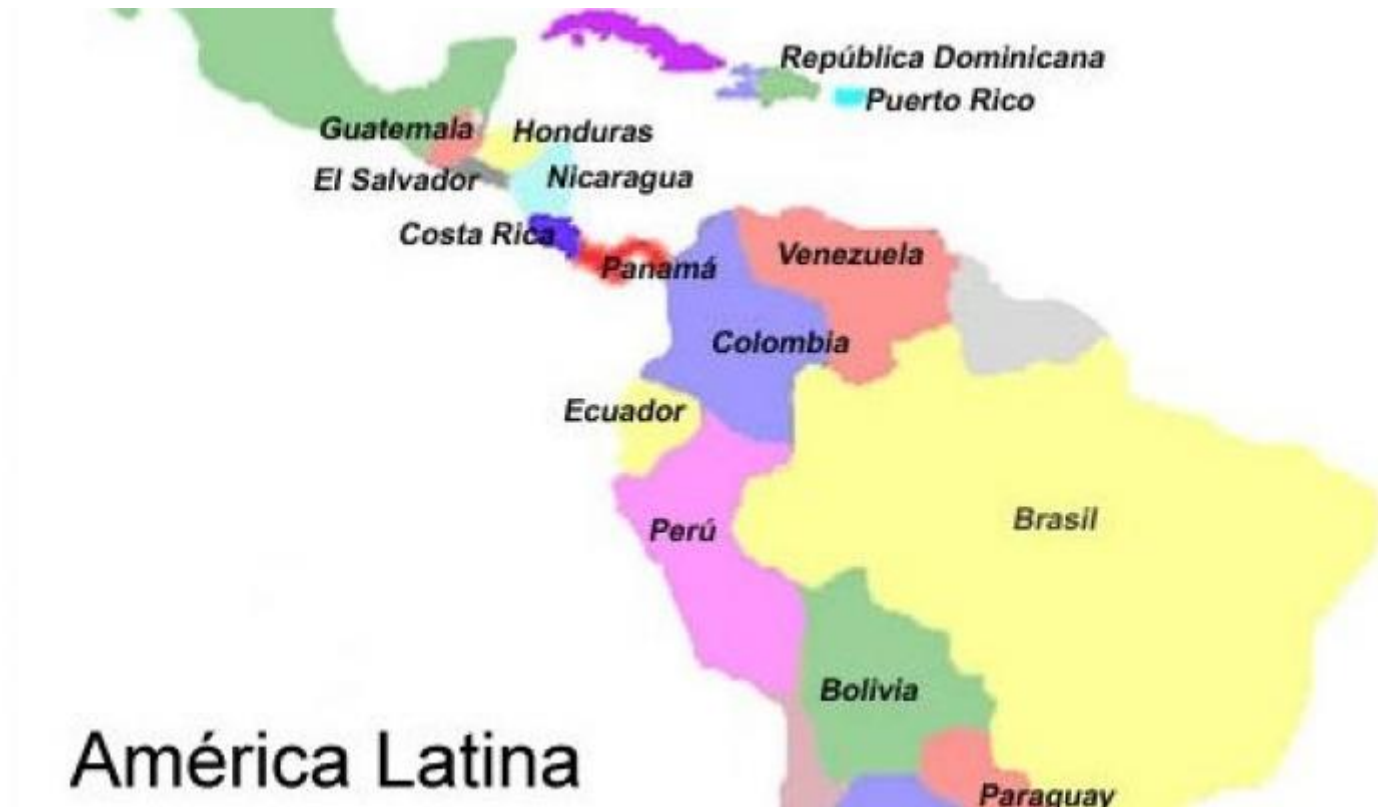 República Dominicana
Puerto Rico
Guatemala
Honduras
El Salvador
Nicaragua
Costa Rica
Panamá
Venezuela
Colombia
Ecuador
Perú
Brasil
Bolivia
América Latina
Paraguay